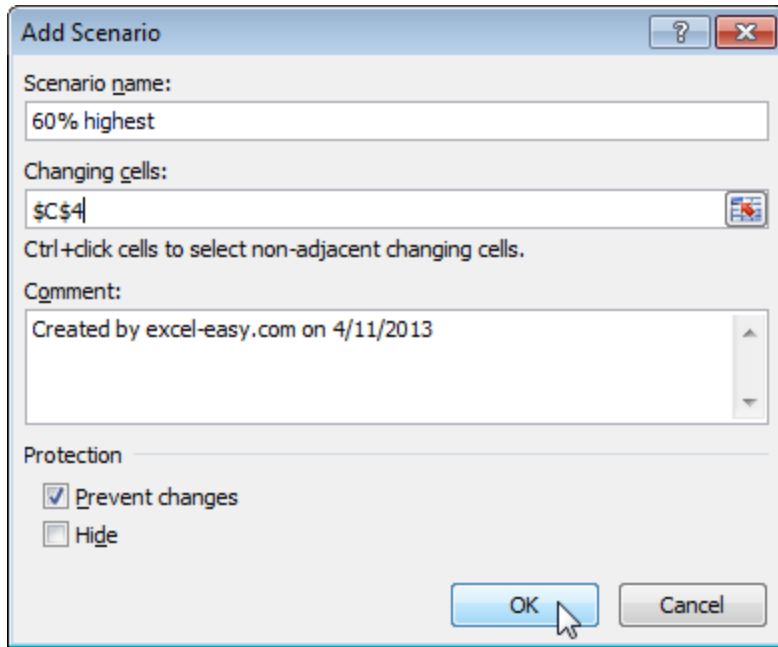 Add Scenario
?
Scenario name:
60% highest
Changing cells:
$C$4
Ctrl+click cells to select non-adjacent changing cells.
Comment:
Created by excel-easy.com on 4/11/2013
Protection
Prevent changes
Hide
OK
Cancel